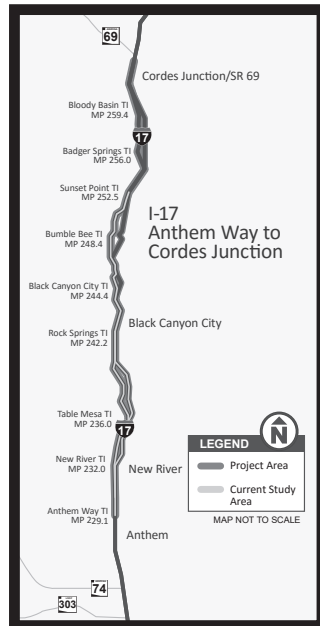 69
Cordes Junction/SR 69
Bloody Basin TI
MP 259.4
17
Badger Springs TI
MP 256.0
Sunset Point TI
MP 252.5
I-17
Anthem Way to
Cordes Junction
Bumble Bee TI
MP 248.4
Black Canyon City TI
MP 244.4
Black Canyon City
Rock Springs TI
MP 242.2
Table Mesa TI
MP 236.0
17
N
LEGEND
Project Area
Current Study
Area
MAP NOT TO SCALE
New River TI
MP 232.0
New River
Anthem Way TI
MP 229.1
Anthem
74
303